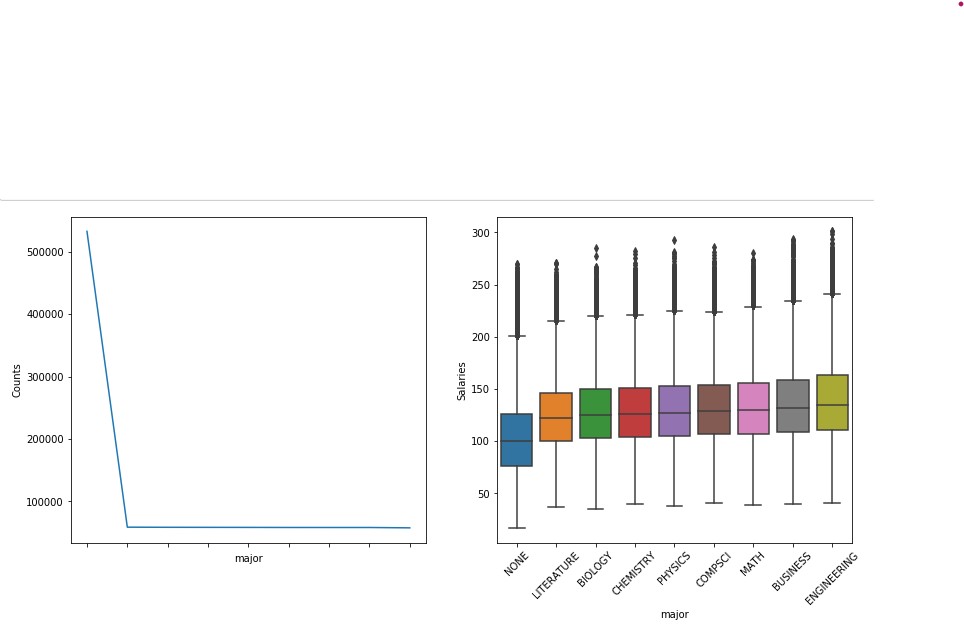 500000
400000
300000
200000
100000
Counts
major
300
250
200
150
100
50
Salaries
NONE
LITERATURE
BIOLOGY
CHEMISTRY
PHYSICS
COMPSCI
MATH
BUSINESS
ENGINEERING
major